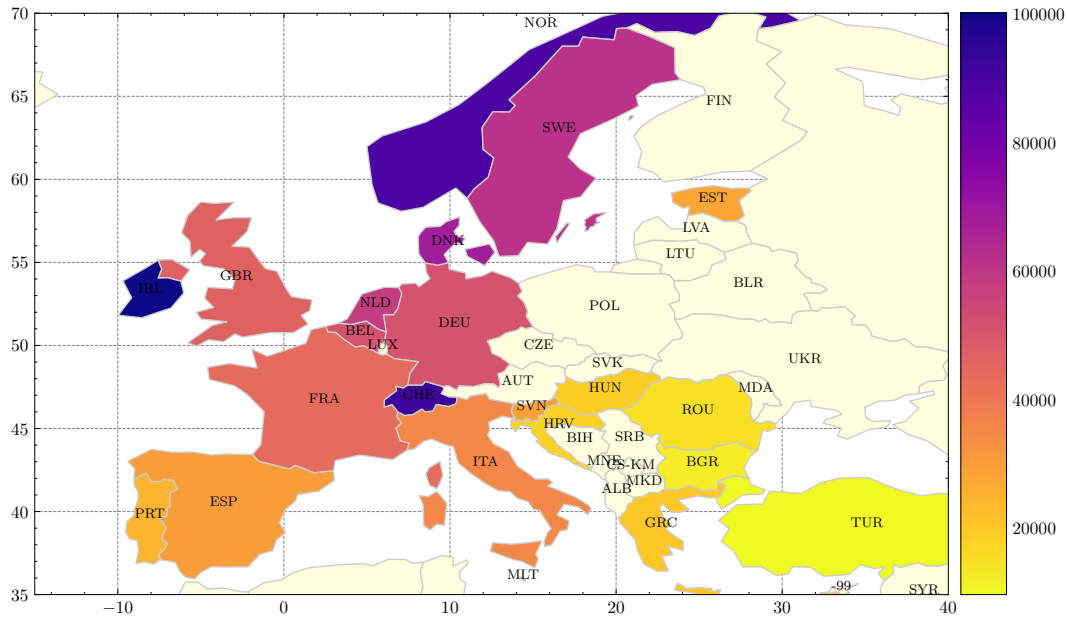 70
NOR
100000
65
FIN
SWE
80000
60
EST
LVA
DNK
LTU
60000
55
GBR
IRL
BLR
NLD
POL
DEU
BEL
LUX
CZE
50
UKR
SVK
AUT
HUN
MDA
CHE
FRA
SVN
ROU
40000
HRV
45
BIH
SRB
ITA
MNE
CS-KM
BGR
MKD
ALB
ESP
PRT
40
GRC
TUR
20000
MLT
-99
SYR
35
−10
0
10
20
30
40